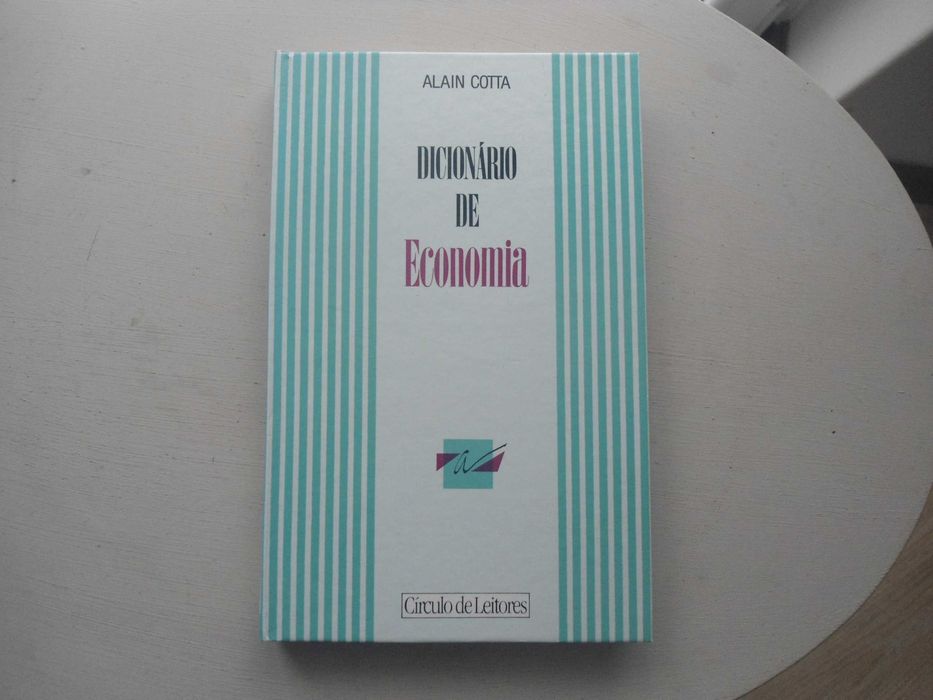 ALAIN COTTA
DICIONÁRIO
DE
Economia
a
Círculo de Leitores